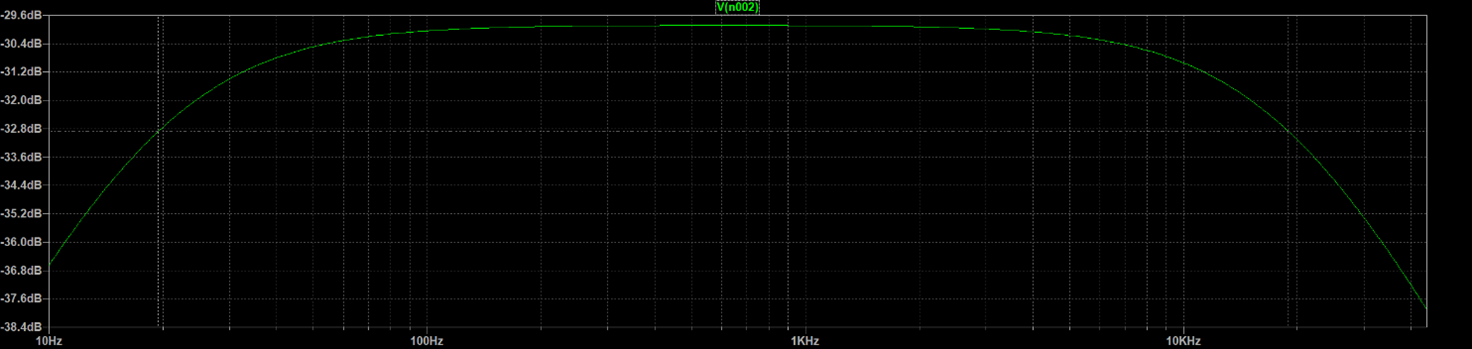 V(n002)
-29.6dB
-30.4dB
-31.2dB
-32.0dB
-32.8dB
-33.6dB
-34.4dB
-35.2dB
-36.0dB
-36.8dB
-37.6dB
-38.4dB
10Hz 100Hz 1KHz 10KHz